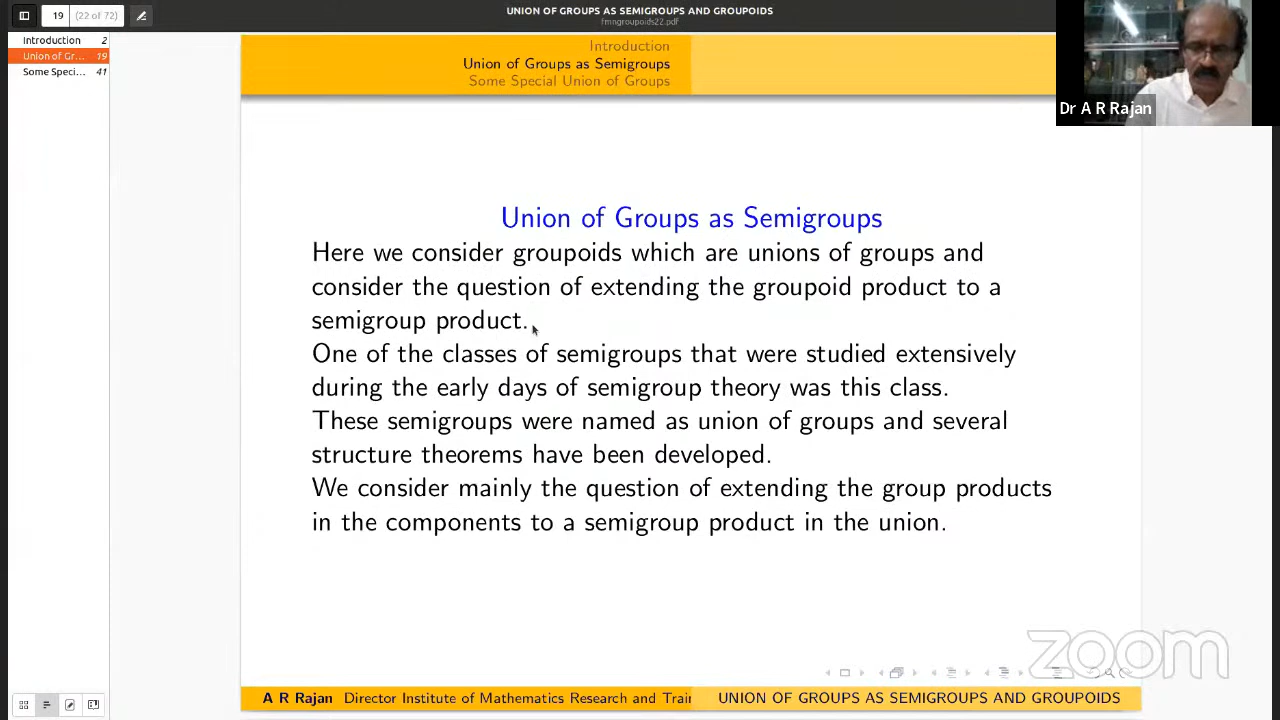 19
(22 of 72)
UNION OF GROUPS AS SEMIGROUPS AND GROUPOIDS
fmngroupoids22.pdf
Introduction 2
Union of Gr... 19
Some Speci... 41
Introduction
Union of Groups as Semigroups
Some Special Union of Groups
Dr A R Rajan
Union of Groups as Semigroups
Here we consider groupoids which are unions of groups and
consider the question of extending the groupoid product to a
semigroup product.
One of the classes of semigroups that were studied extensively
during the early days of semigroup theory was this class.
These semigroups were named as union of groups and several
structure theorems have been developed.
We consider mainly the question of extending the group products
in the components to a semigroup product in the union.
zoom
A R Rajan Director Institute of Mathematics Research and Trai
UNION OF GROUPS AS SEMIGROUPS AND GROUPOIDS